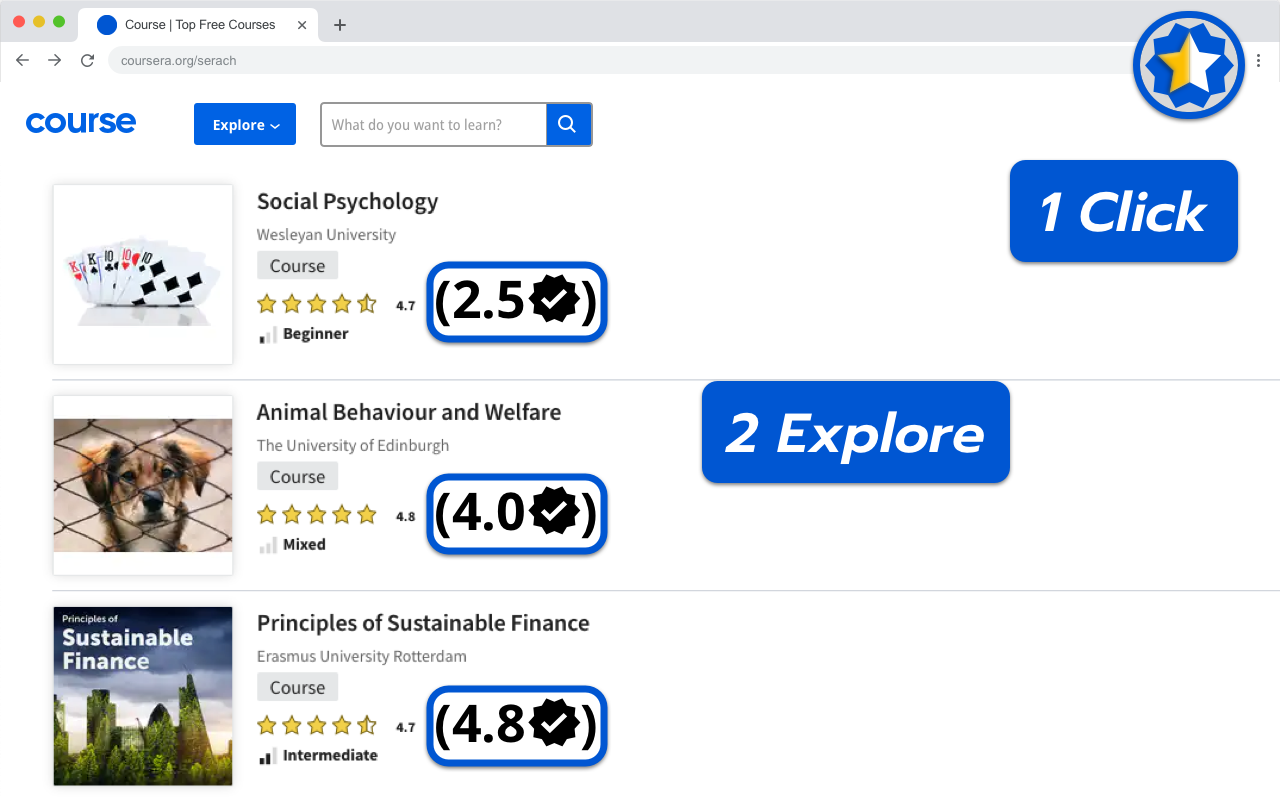 Course | Top Free Courses
coursera.org/serach
course
Explore
What do you want to learn?
1 Click
Social Psychology
Wesleyan University
Course
4.7 (2.5)
Beginner
K K 10 10 10
2 Explore
Animal Behaviour and Welfare
The University of Edinburgh
Course
4.8 (4.0)
Mixed
Principles of
Sustainable
Finance
Principles of Sustainable Finance
Erasmus University Rotterdam
Course
4.7 (4.8)
Intermediate